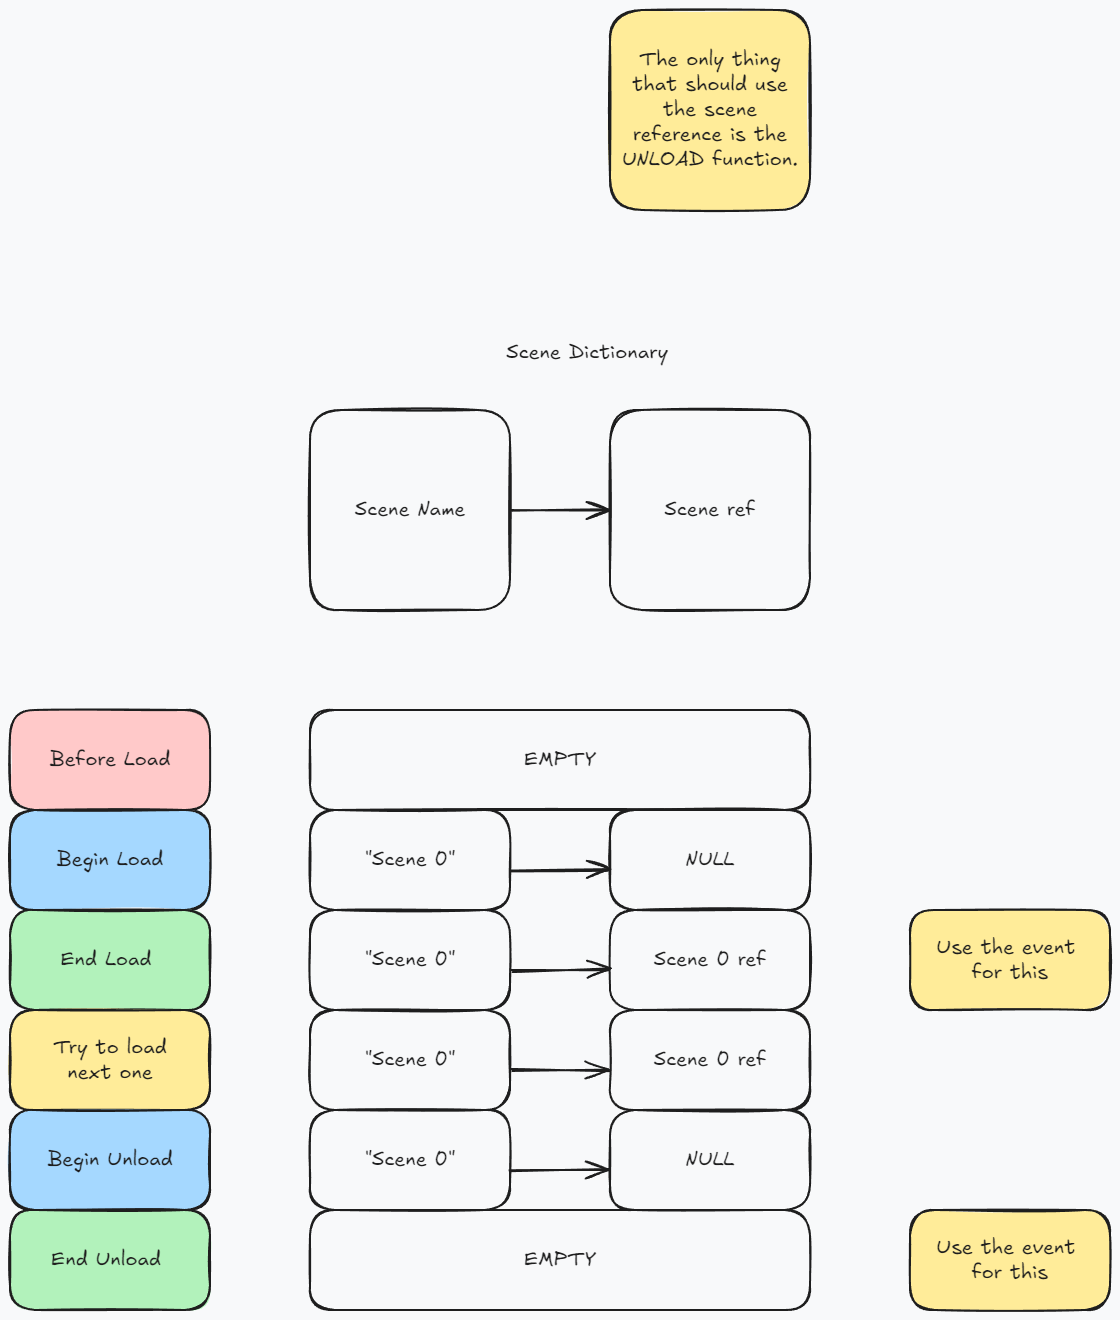 The only thing
that should use
the scene
reference is the
UNLOAD function.
Scene Dictionary
Scene Name
Scene ref
Before Load
EMPTY
Begin Load
"Scene 0"
NULL
End Load
"Scene 0"
Scene 0 ref
Use the event
for this
Try to load
next one
"Scene 0"
Scene 0 ref
Begin Unload
"Scene 0"
NULL
End Unload
EMPTY
Use the event
for this